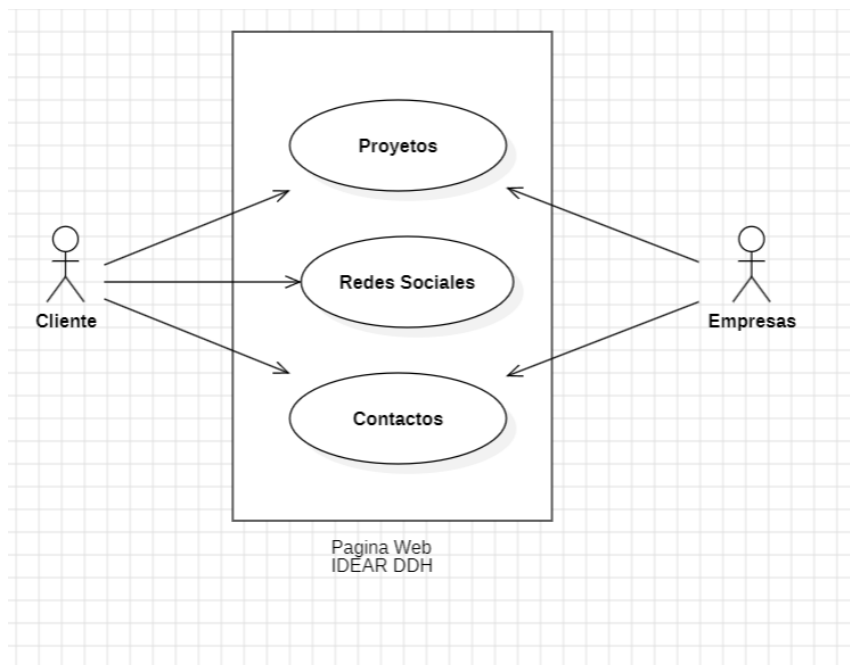 Proyetos
Redes Sociales
Cliente
Empresas
Contactos
Pagina Web
IDEAR DDH